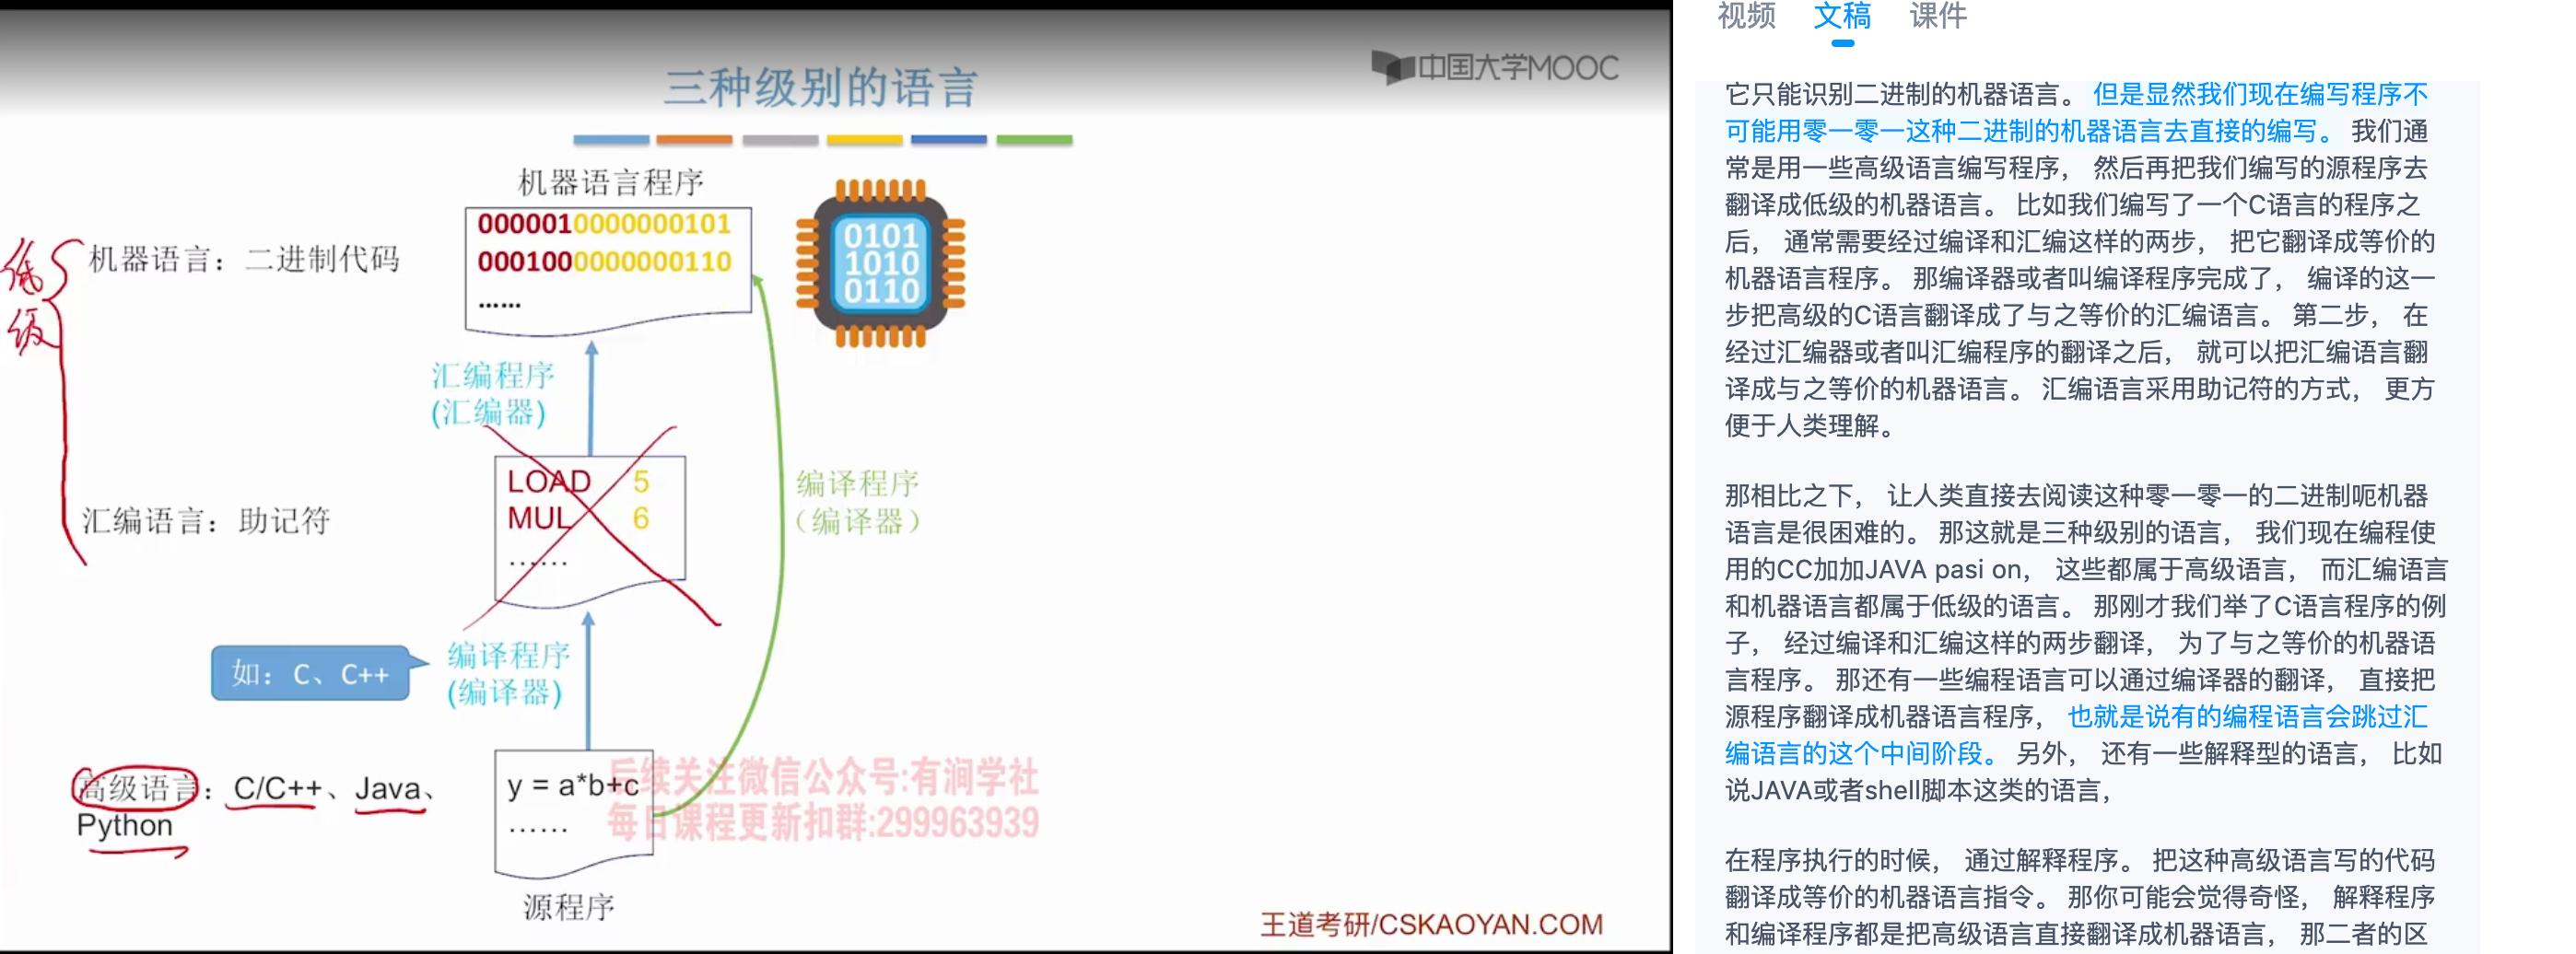 三种级别的语言
中国大学MOOC
机器语言程序
0000010000000101
0001000000000110
......
0101
1010
0110
低
级
机器语言：二进制代码
汇编程序
(汇编器)
LOAD 5
MUL 6
......
编译程序
（编译器）
汇编语言：助记符
如：C、C++
编译程序
(编译器)
高级语言：C/C++、Java、
Python
y = a*b+c
......
源程序
后续关注微信公众号:有涧学社
每日课程更新扣群:299963939
王道考研/CSKAOYAN.COM
视频 文稿 课件
它只能识别二进制的机器语言。 但是显然我们现在编写程序不
可能用零一零一这种二进制的机器语言去直接的编写。 我们通
常是用一些高级语言编写程序， 然后再把我们编写的源程序去
翻译成低级的机器语言。 比如我们编写了一个C语言的程序之
后， 通常需要经过编译和汇编这样的两步， 把它翻译成等价的
机器语言程序。 那编译器或者叫编译程序完成了， 编译的这一
步把高级的C语言翻译成了与之等价的汇编语言。 第二步， 在
经过汇编器或者叫汇编程序的翻译之后， 就可以把汇编语言翻
译成与之等价的机器语言。 汇编语言采用助记符的方式， 更方
便于人类理解。
那相比之下， 让人类直接去阅读这种零一零一的二进制呃机器
语言是很困难的。 那这就是三种级别的语言， 我们现在编程使
用的CC加加JAVA pasi on， 这些都属于高级语言， 而汇编语言
和机器语言都属于低级的语言。 那刚才我们举了C语言程序的例
子， 经过编译和汇编这样的两步翻译， 为了与之等价的机器语
言程序。 那还有一些编程语言可以通过编译器的翻译， 直接把
源程序翻译成机器语言程序， 也就是说有的编程语言会跳过汇
编语言的这个中间阶段。 另外， 还有一些解释型的语言， 比如
说JAVA或者shell脚本这类的语言，
在程序执行的时候， 通过解释程序。 把这种高级语言写的代码
翻译成等价的机器语言指令。 那你可能会觉得奇怪， 解释程序
和编译程序都是把高级语言直接翻译成机器语言， 那二者的区